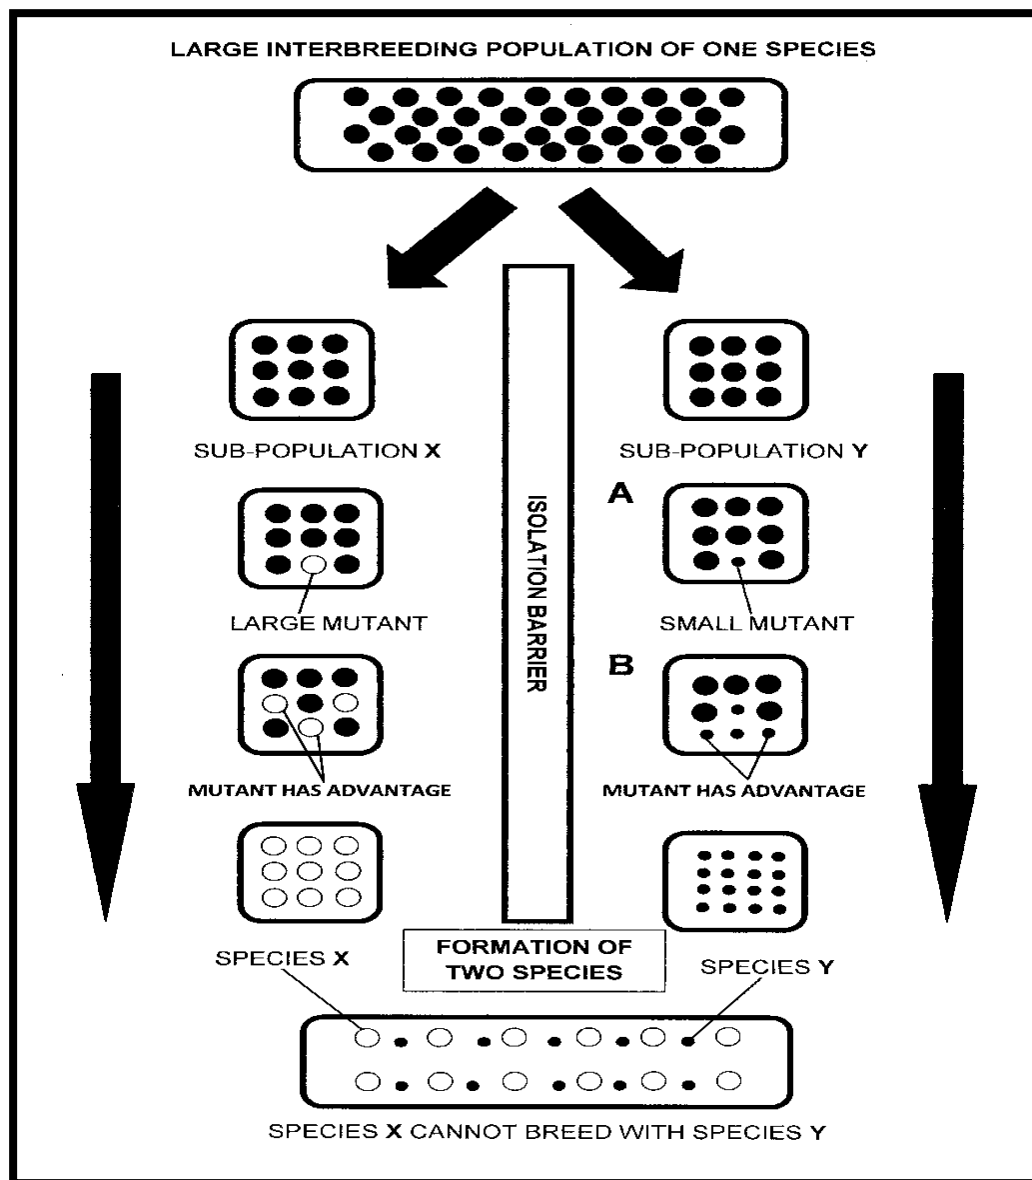 LARGE INTERBREEDING POPULATION OF ONE SPECIES
SUB-POPULATION X
SUB-POPULATION Y
ISOLATION BARRIER
A
LARGE MUTANT
SMALL MUTANT
B
MUTANT HAS ADVANTAGE
MUTANT HAS ADVANTAGE
SPECIES X
FORMATION OF
TWO SPECIES
SPECIES Y
SPECIES X CANNOT BREED WITH SPECIES Y